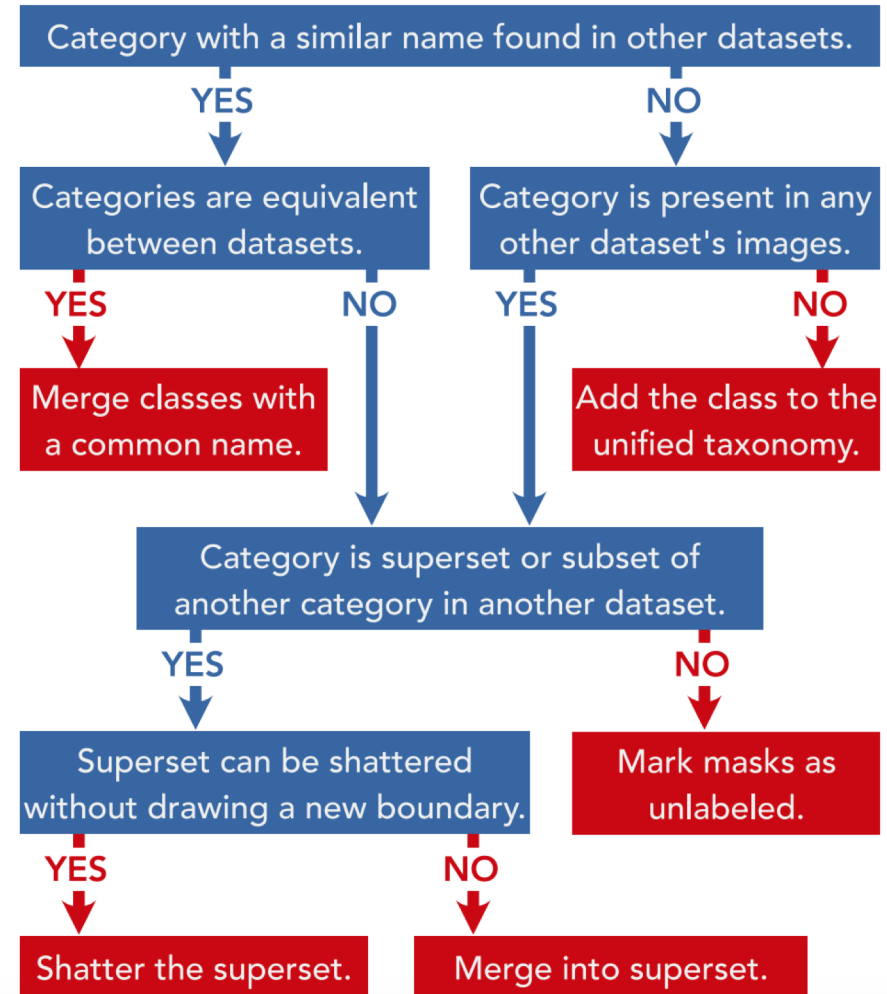 Category with a similar name found in other datasets.
YES
NO
Categories are equivalent
between datasets.
Category is present in any
other dataset's images.
YES
NO
YES
NO
Merge classes with
a common name.
Add the class to the
unified taxonomy.
Category is superset or subset of
another category in another dataset.
YES
NO
Superset can be shattered
without drawing a new boundary.
Mark masks as
unlabeled.
YES
NO
Shatter the superset.
Merge into superset.